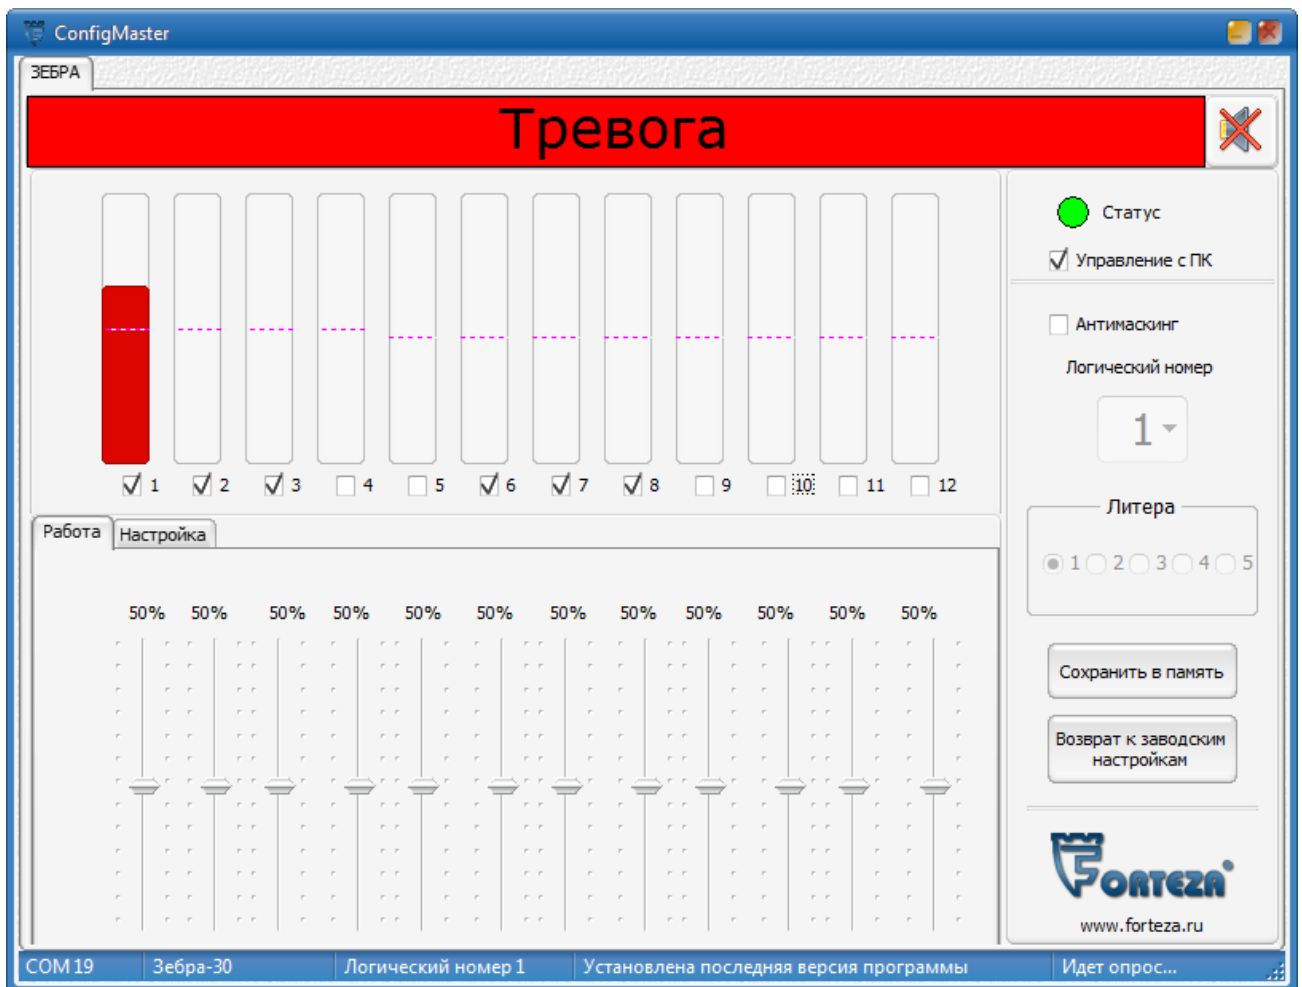 ConfigMaster
ЗЕБРА
Тревога
Статус
Управление с ПК
Антимаскинг
Логический номер
1
1 2 3 4 5 6 7 8 9 10 11 12
Литера
1 2 3 4 5
Работа Настройка
50% 50% 50% 50% 50% 50% 50% 50% 50% 50% 50% 50%
Сохранить в память
Возврат к заводским
настройкам
FORTEZA
www.forteza.ru
COM 19 Зебра-30 Логический номер 1 Установлена последняя версия программы Идет опрос...